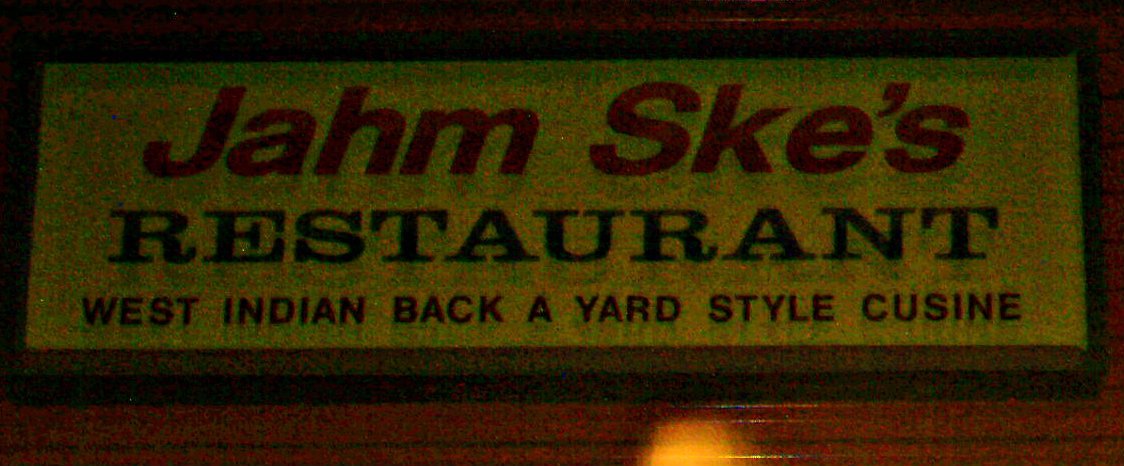 Jahm Ske's
RESTAURANT
WEST INDIAN BACK A YARD STYLE CUSINE